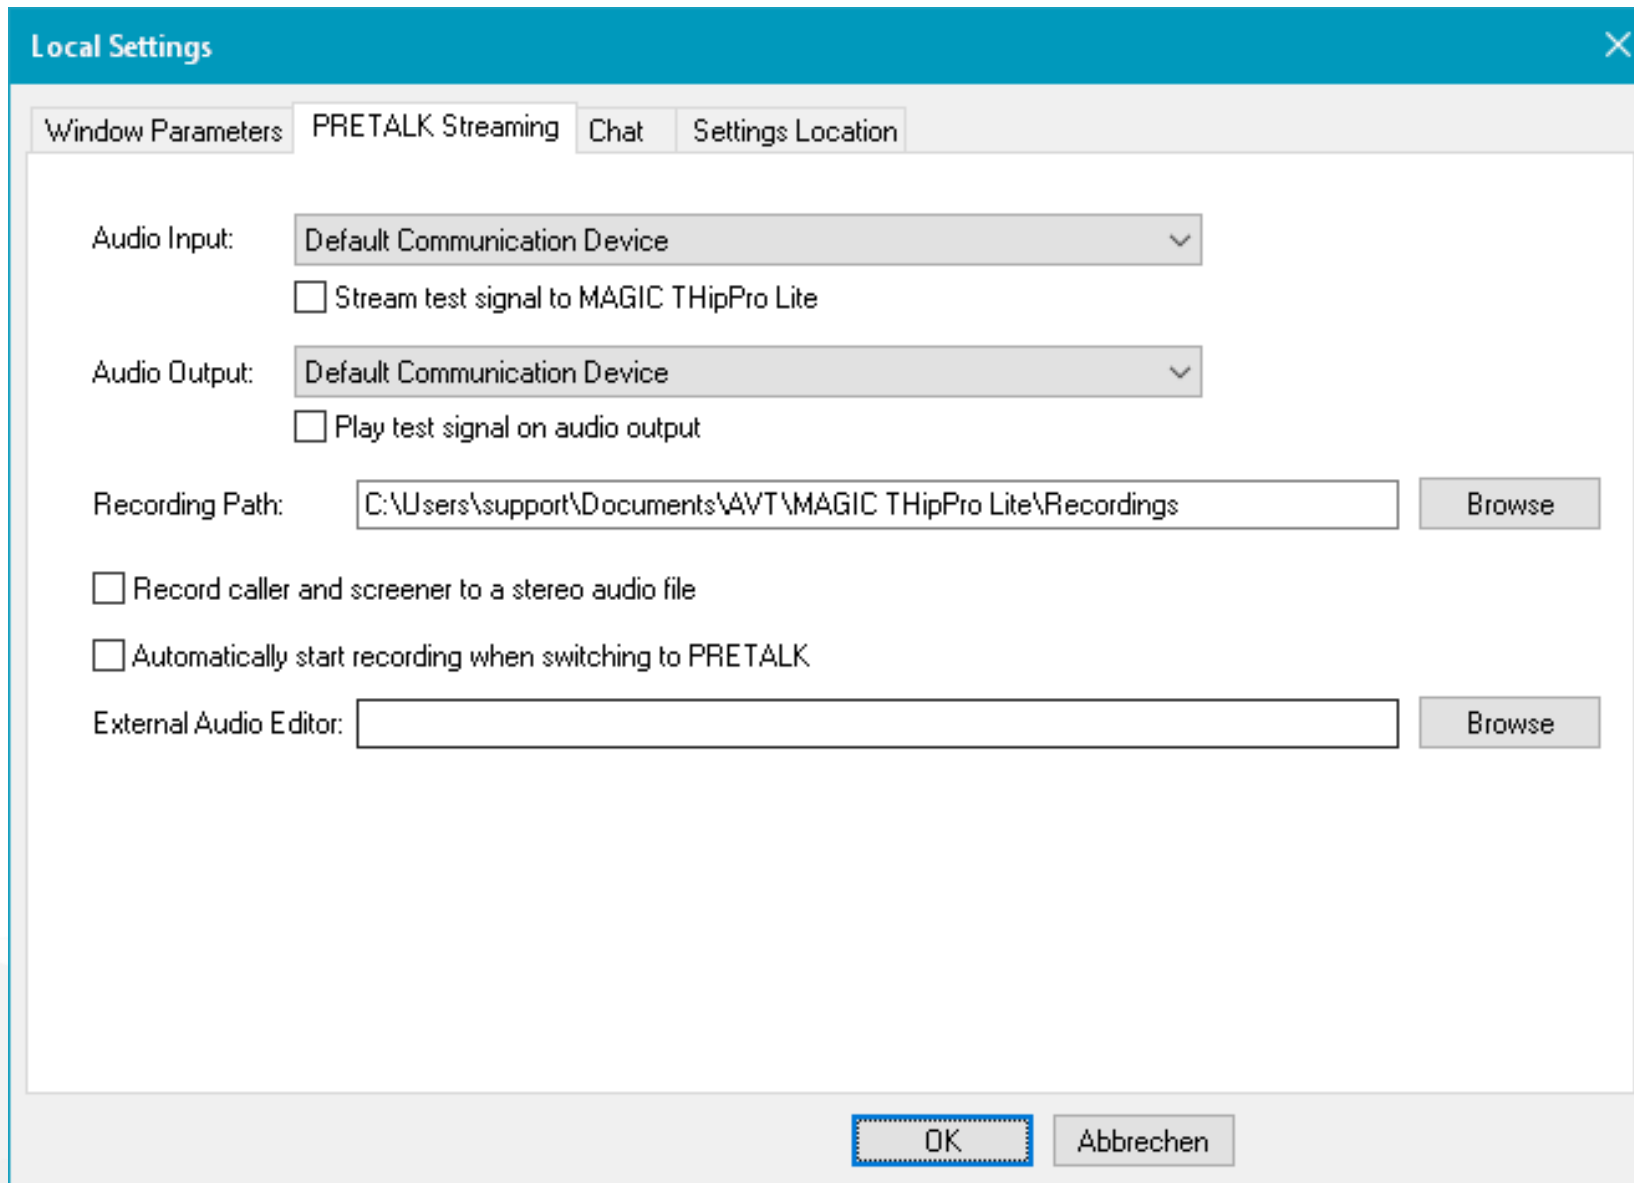 Local Settings
Window Parameters PRETALK Streaming Chat Settings Location
Audio Input: Default Communication Device
Stream test signal to MAGIC THipPro Lite
Audio Output: Default Communication Device
Play test signal on audio output
Recording Path: C:\Users\support\Documents\AVT\MAGIC THipPro Lite\Recordings Browse
Record caller and screener to a stereo audio file
Automatically start recording when switching to PRETALK
External Audio Editor: Browse
OK Abbrechen